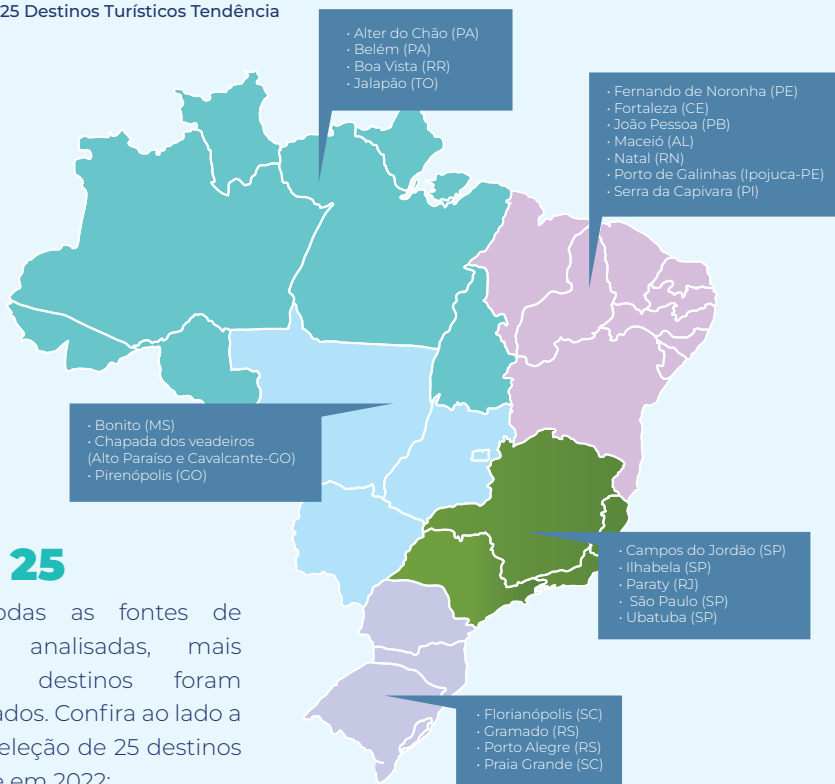 25 Destinos Turísticos Tendência
· Alter do Chão (PA)
· Belém (PA)
· Boa Vista (RR)
· Jalapão (TO)
· Fernando de Noronha (PE)
· Fortaleza (CE)
· João Pessoa (PB)
· Maceió (AL)
· Natal (RN)
· Porto de Galinhas (Ipojuca-PE)
· Serra da Capivara (PI)
· Bonito (MS)
· Chapada dos veadeiros
(Alto Paraíso e Cavalcante-GO)
· Pirenópolis (GO)
· Campos do Jordão (SP)
· Ilhabela (SP)
· Paraty (RJ)
· São Paulo (SP)
· Ubatuba (SP)
· Florianópolis (SC)
· Gramado (RS)
· Porto Alegre (RS)
· Praia Grande (SC)
25
as fontes de
analisadas, mais
destinos foram
Confira ao lado a
de 25 destinos
em 2022: